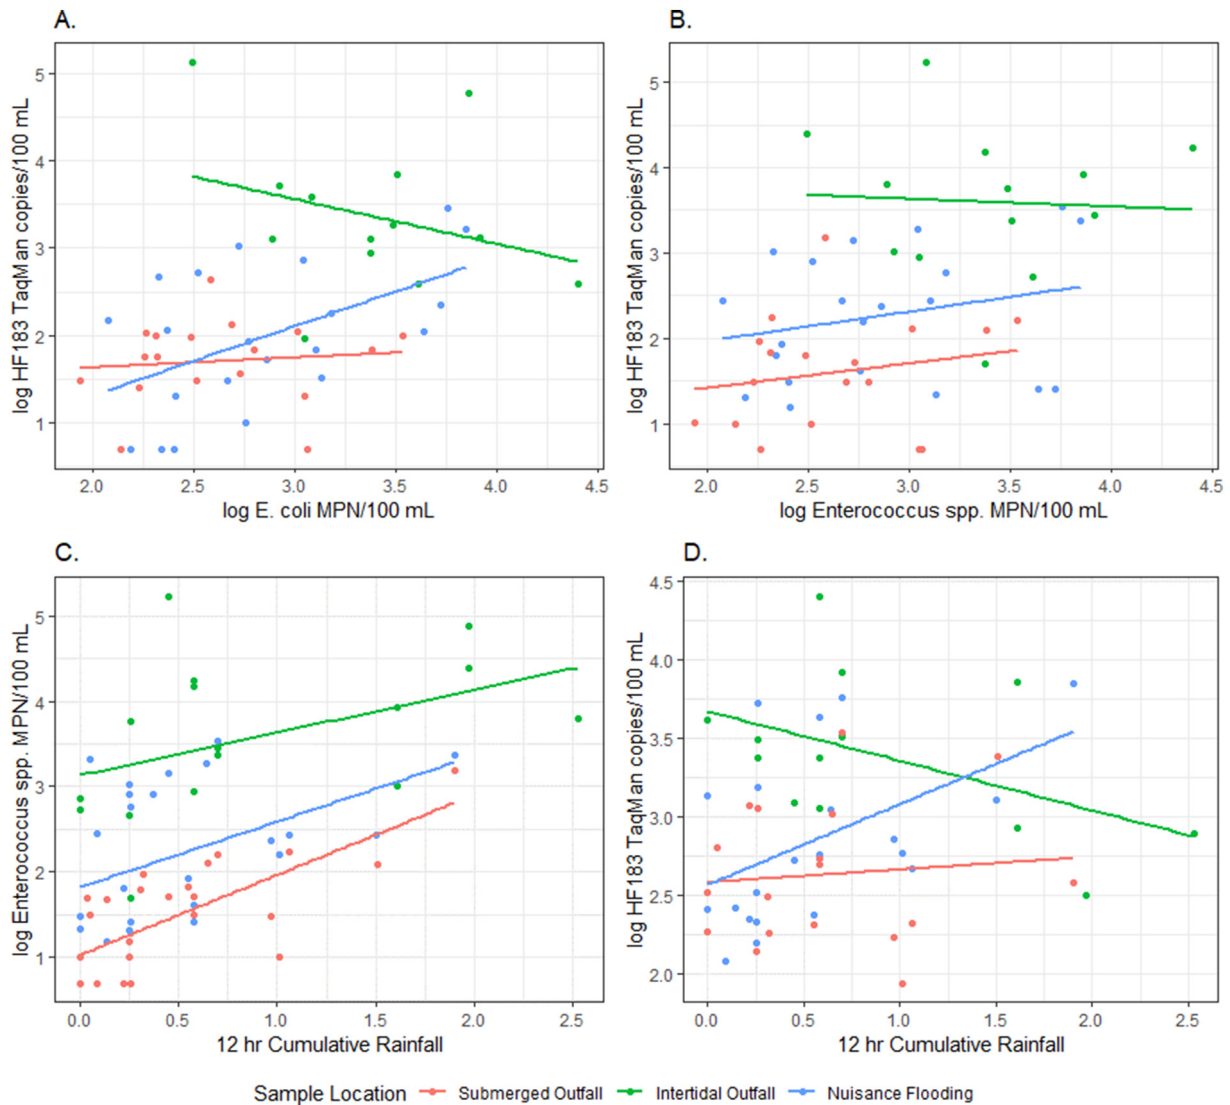 A.
log HF183 TaqMan copies/100 mL
5
4
3
2
1
2.0 2.5 3.0 3.5 4.0 4.5
log E. coli MPN/100 mL
B.
log HF183 TaqMan copies/100 mL
5
4
3
2
1
2.0 2.5 3.0 3.5 4.0 4.5
log Enterococcus spp. MPN/100 mL
C.
log Enterococcus spp. MPN/100 mL
5
4
3
2
1
0.0 0.5 1.0 1.5 2.0 2.5
12 hr Cumulative Rainfall
D.
log HF183 TaqMan copies/100 mL
4.5
4.0
3.5
3.0
2.5
2.0
0.0 0.5 1.0 1.5 2.0 2.5
12 hr Cumulative Rainfall
Sample Location Submerged Outfall Intertidal Outfall Nuisance Flooding